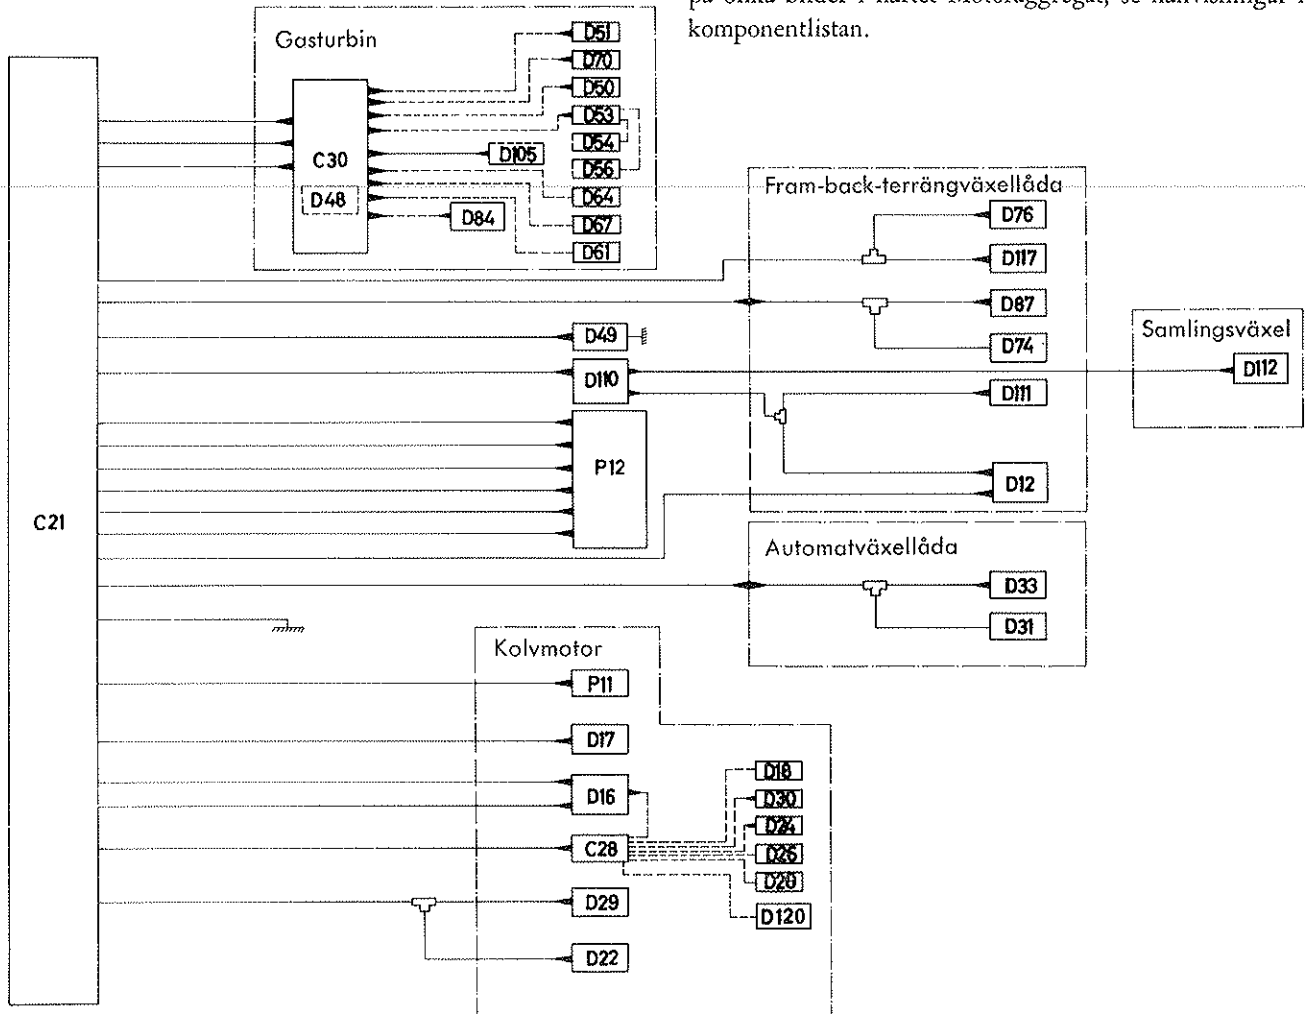 komponentlistan.
Gasturbin
D51
D70
D50
D53
D54
C30
D105
D56
D48
D64
D84
D67
D61
Fram-back-terrängväxellåda
D76
D117
D87
D74
D111
D12
Samlingsväxel
D112
D49
D110
P12
C21
Automatväxellåda
D33
D31
Kolvmotor
P11
D17
D16
D18
D30
D24
C28
D26
D20
D29
D120
D22